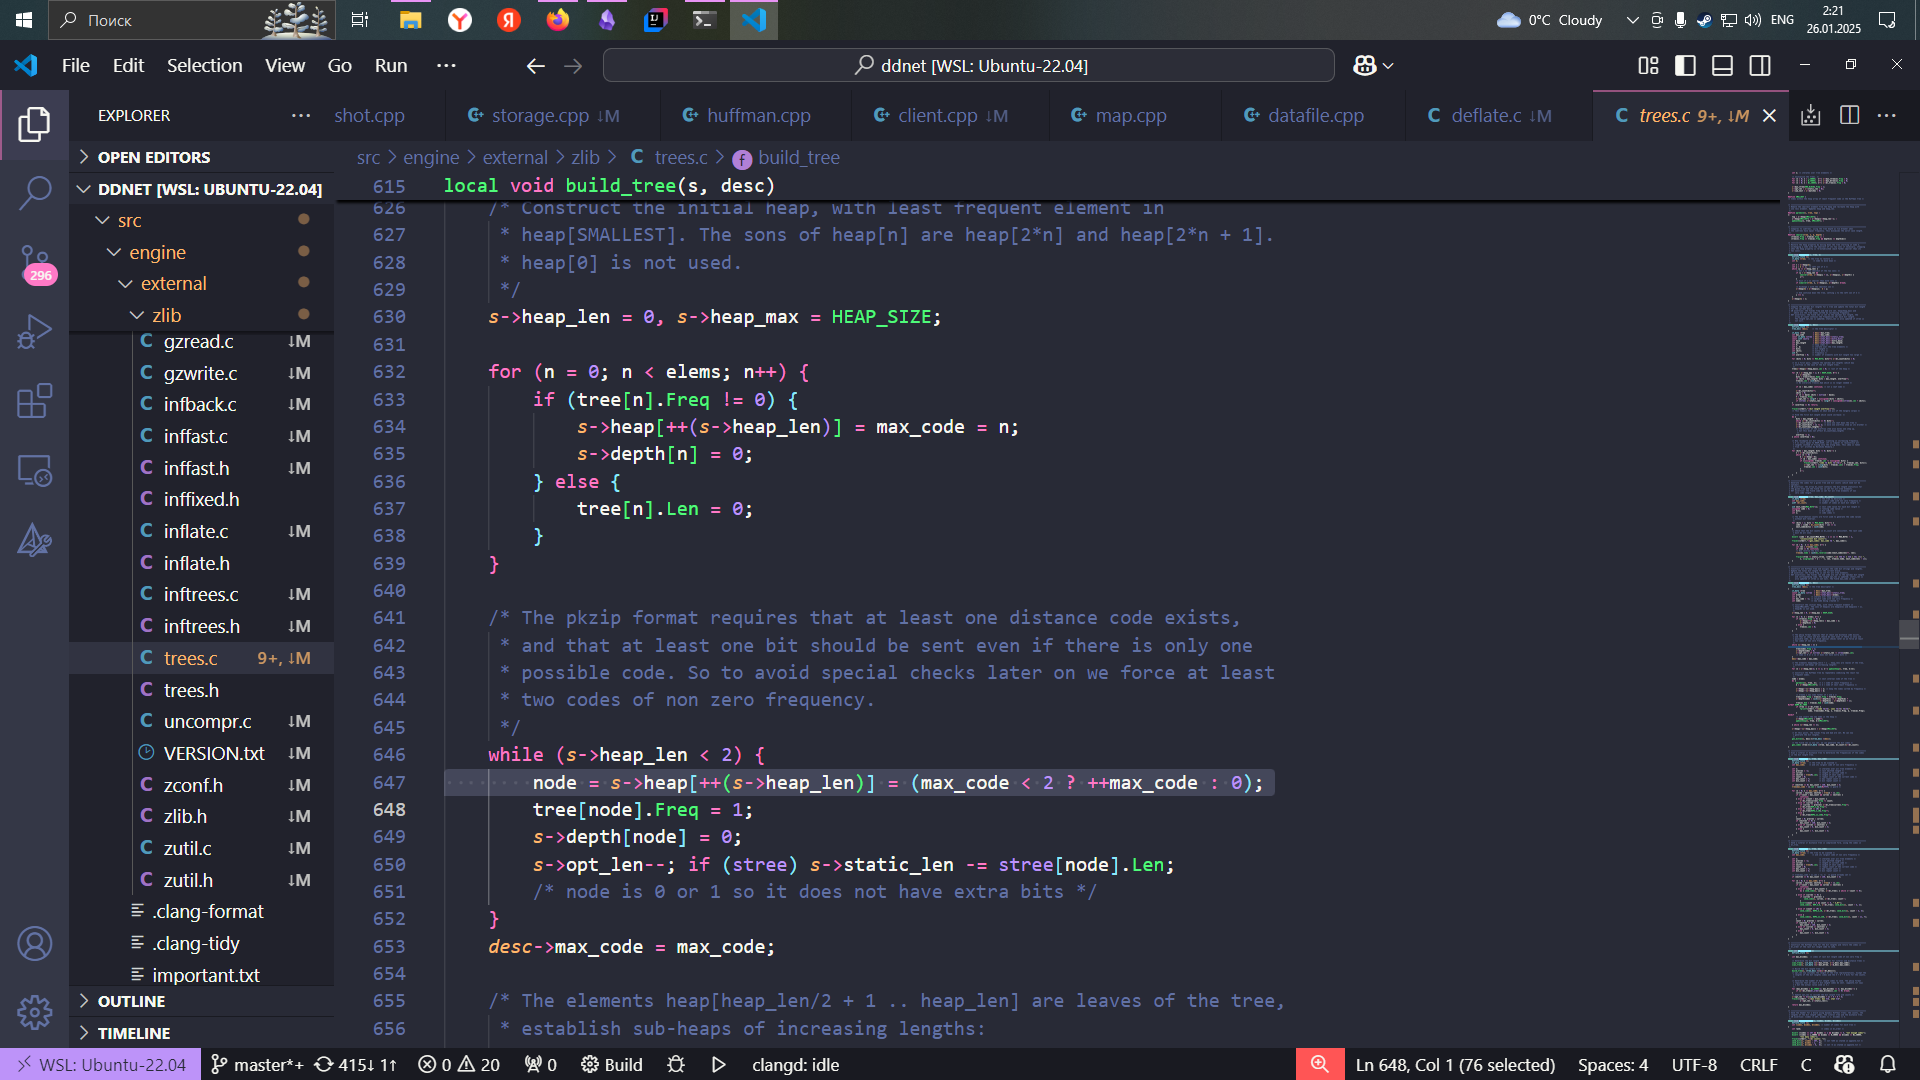 Поиск
0°C Cloudy
ENG
2:21
26.01.2025
File Edit Selection View Go Run ···
ddnet [WSL: Ubuntu-22.04]
EXPLORER ···
shot.cpp
storage.cpp ↓M
huffman.cpp
client.cpp ↓M
map.cpp
datafile.cpp
deflate.c ↓M
trees.c 9+, ↓M
OPEN EDITORS
DDNET [WSL: UBUNTU-22.04]
src
engine
external
zlib
gzread.c ↓M
gzwrite.c ↓M
infback.c ↓M
inffast.c ↓M
inffast.h ↓M
inffixed.h
inflate.c ↓M
inflate.h
inftrees.c ↓M
inftrees.h ↓M
trees.c 9+, ↓M
trees.h
uncompr.c ↓M
VERSION.txt ↓M
zconf.h ↓M
zlib.h ↓M
zutil.c ↓M
zutil.h ↓M
.clang-format
.clang-tidy
important.txt
OUTLINE
TIMELINE
296
src > engine > external > zlib > C trees.c > build_tree
615 local void build_tree(s, desc)
626 /* Construct the initial heap, with least frequent element in
627 * heap[SMALLEST]. The sons of heap[n] are heap[2*n] and heap[2*n + 1].
628 * heap[0] is not used.
629 */
630 s->heap_len = 0, s->heap_max = HEAP_SIZE;
631
632 for (n = 0; n < elems; n++) {
633 if (tree[n].Freq != 0) {
634 s->heap[++(s->heap_len)] = max_code = n;
635 s->depth[n] = 0;
636 } else {
637 tree[n].Len = 0;
638 }
639 }
640
641 /* The pkzip format requires that at least one distance code exists,
642 * and that at least one bit should be sent even if there is only one
643 * possible code. So to avoid special checks later on we force at least
644 * two codes of non zero frequency.
645 */
646 while (s->heap_len < 2) {
647 node = s->heap[++(s->heap_len)] = (max_code < 2 ? ++max_code : 0);
648 tree[node].Freq = 1;
649 s->depth[node] = 0;
650 s->opt_len--; if (stree) s->static_len -= stree[node].Len;
651 /* node is 0 or 1 so it does not have extra bits */
652 }
653 desc->max_code = max_code;
654
655 /* The elements heap[heap_len/2 + 1 .. heap_len] are leaves of the tree,
656 * establish sub-heaps of increasing lengths:
WSL: Ubuntu-22.04 master*+ 415↓ 1↑ 0 20 0 Build clangd: idle
Ln 648, Col 1 (76 selected) Spaces: 4 UTF-8 CRLF C